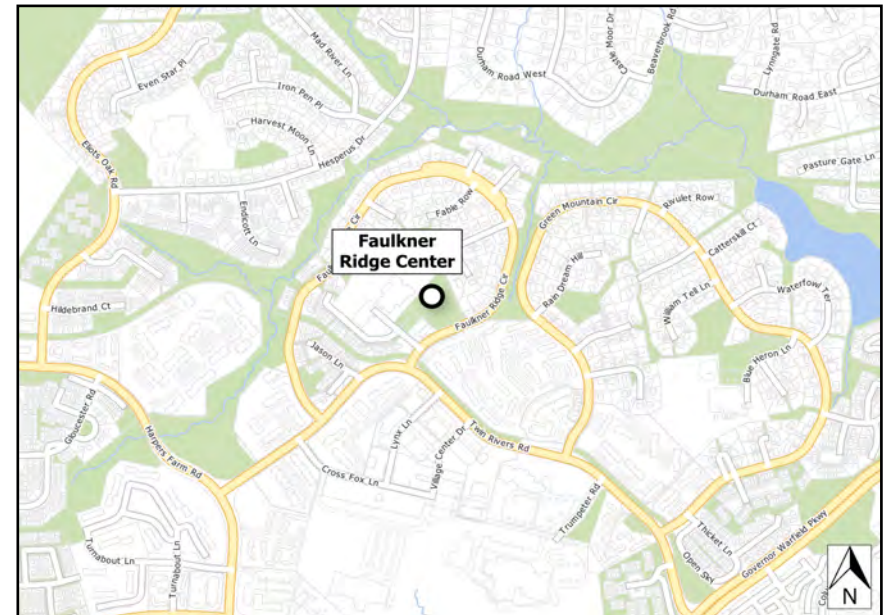 Even Star Pl
Mad River Ln
Iron Pen Pl
Harvest Moon Ln
Hesperus Dr
Eliots Oak Rd
Endicott Ln
Hildebrand Ct
Durham Road West
Castle Moor Dr
Beaverbrook Rd
Lynngate Rd
Durham Road East
Pasture Gate Ln
Fable Row
Cir
Faulkner
Ridge Center
Faulkner Ridge Cir
Jason Ln
Green Mountain Cir
Rivulet Row
Catterskill Ct
Rain Dream Hill
William Tell Ln
Waterfowl Ter
Blue Heron Ln
Gloucester Rd
Harpers Farm Rd
Lynx Ln
Village Center Dr
Cross Fox Ln
Twin Rivers Rd
Trumpeter Rd
Turnabout Ln
Turnabout Ln
Thicket Ln
Open Sky
Governor Warfield Pkwy
N